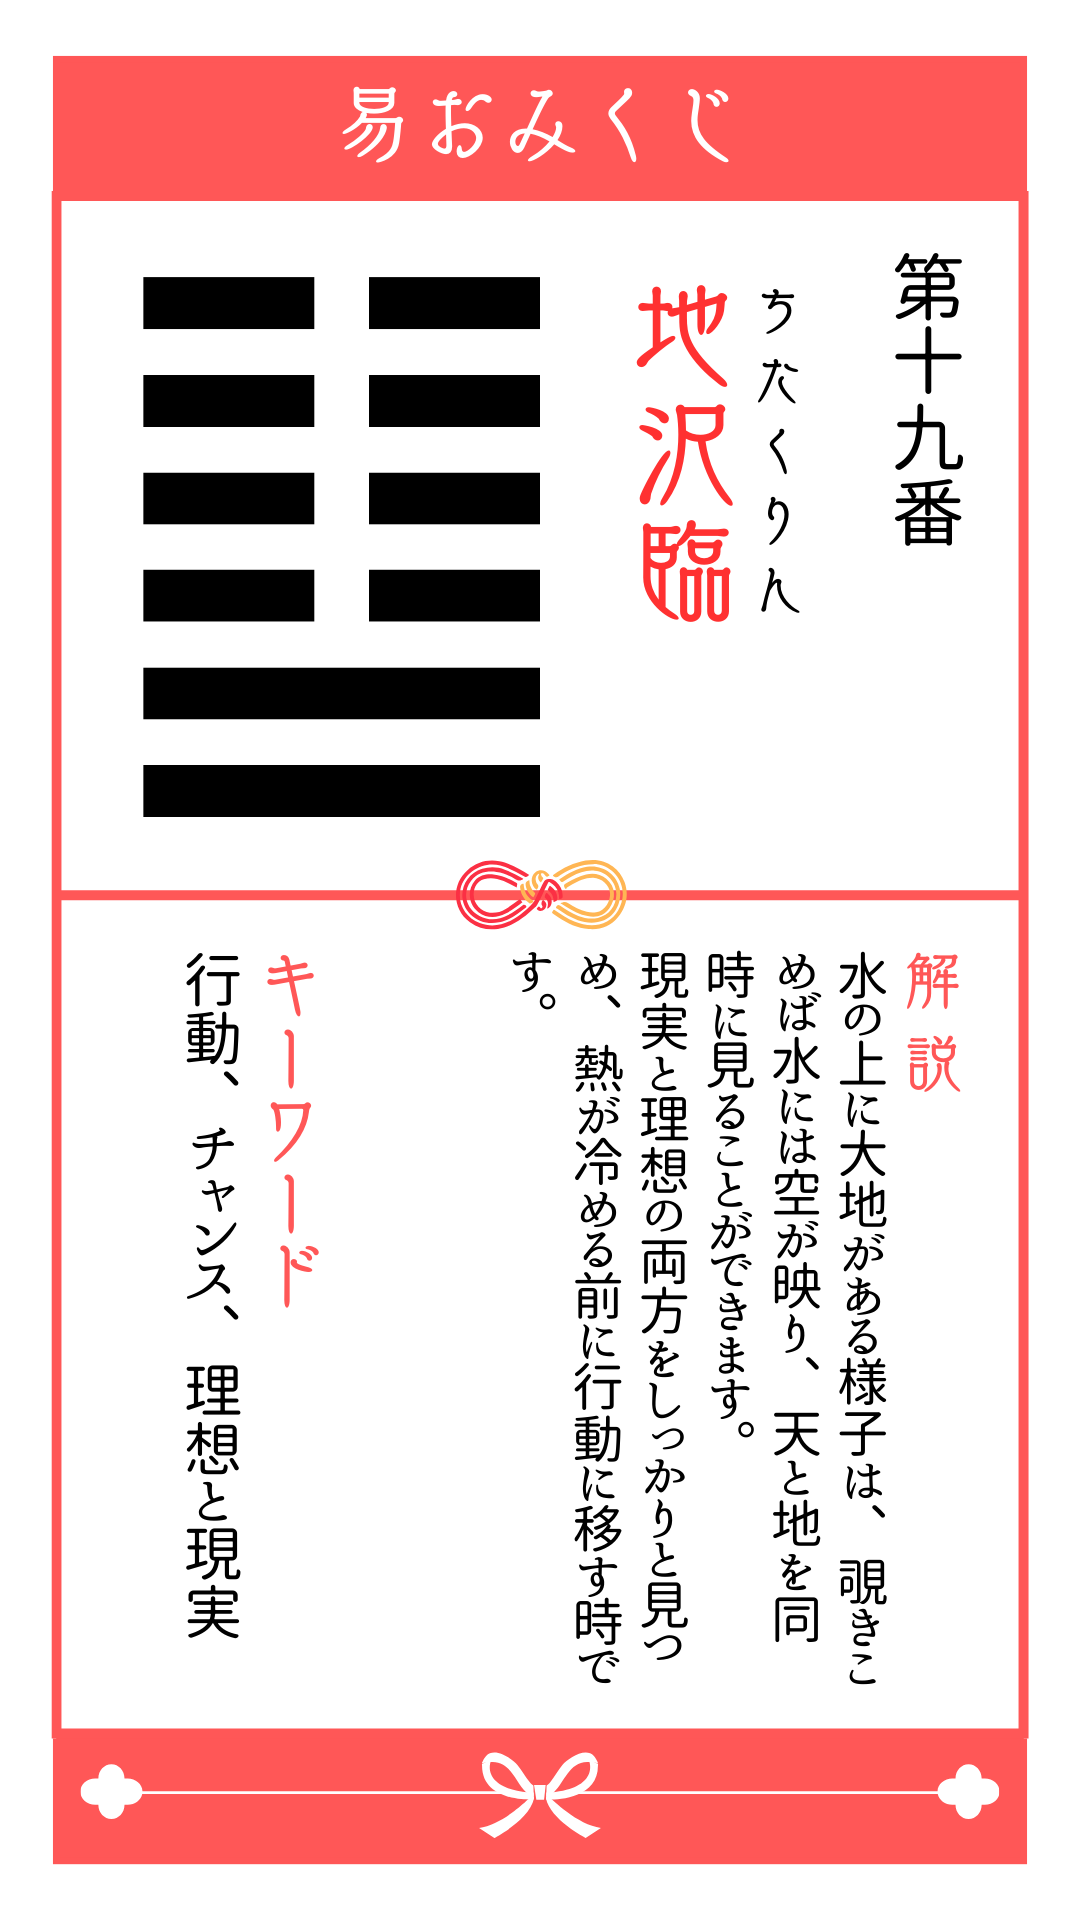 易おみくじ
第十九番
ちたくりん
地沢臨
解説
水の上に大地がある様子は、覗きこ
めば水には空が映り、天と地を同
時に見ることができます。
現実と理想の両方をしっかりと見つ
め、熱が冷める前に行動に移す時で
す。
キーワード
行動、チャンス、理想と現実